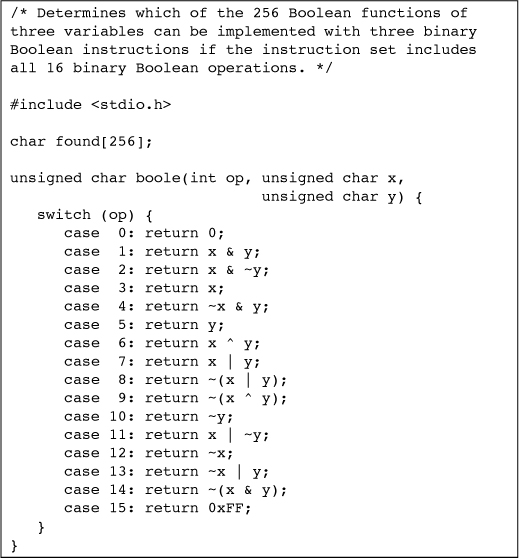 /* Determines which of the 256 Boolean functions of
three variables can be implemented with three binary
Boolean instructions if the instruction set includes
all 16 binary Boolean operations. */
#include <stdio.h>
char found[256];
unsigned char boole(int op, unsigned char x,
                            unsigned char y) {
   switch (op) {
      case  0: return 0;
      case  1: return x & y;
      case  2: return x & ~y;
      case  3: return x;
      case  4: return ~x & y;
      case  5: return y;
      case  6: return x ^ y;
      case  7: return x | y;
      case  8: return ~(x | y);
      case  9: return ~(x ^ y);
      case 10: return ~y;
      case 11: return x | ~y;
      case 12: return ~x;
      case 13: return ~x | y;
      case 14: return ~(x & y);
      case 15: return 0xFF;
   }
}